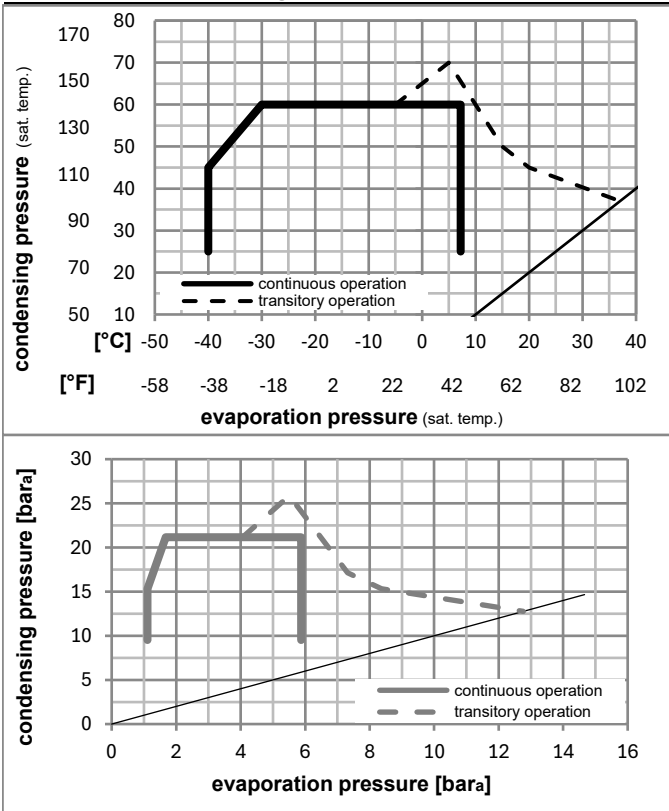 170 80
70
150 60
130 50
110 40
90 30
70 20
50 10
condensing pressure (sat. temp.)
continuous operation
transitory operation
[°C] -50 -40 -30 -20 -10 0 10 20 30 40
[°F] -58 -38 -18 2 22 42 62 82 102
evaporation pressure (sat. temp.)
30
25
20
15
10
5
0
condensing pressure [bara]
continuous operation
transitory operation
0 2 4 6 8 10 12 14 16
evaporation pressure [bara]